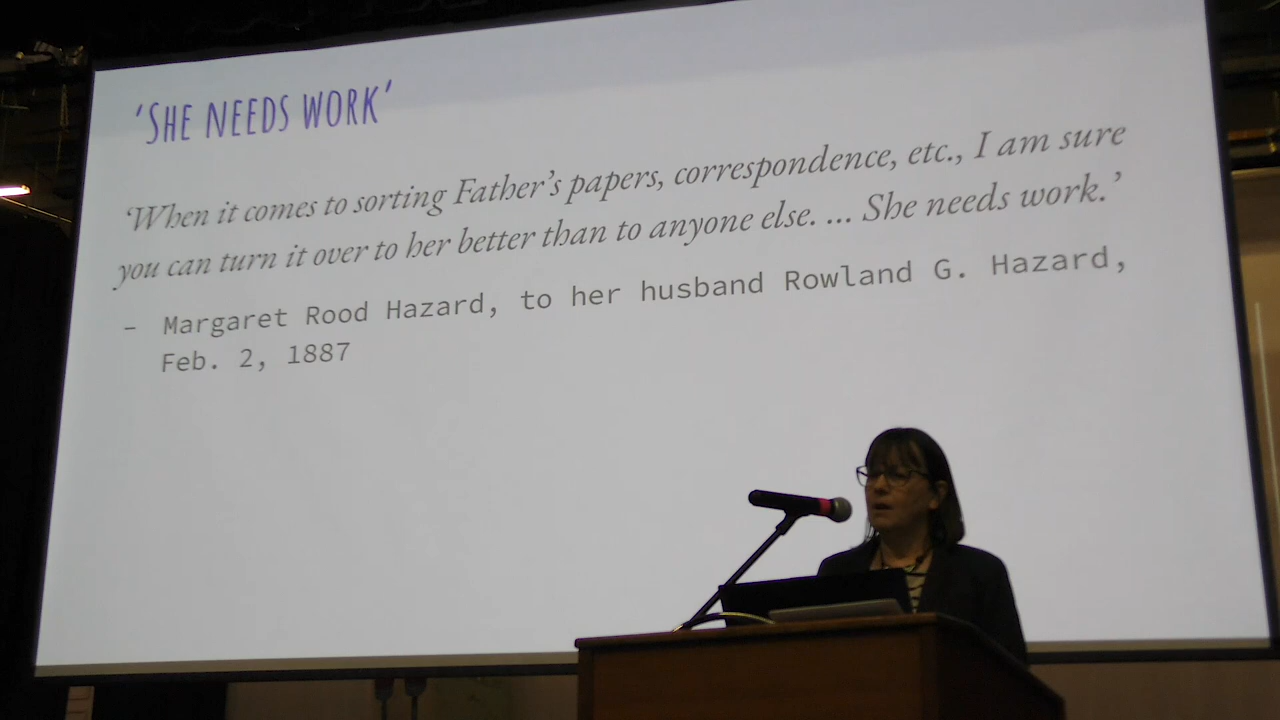 ‘SHE NEEDS WORK’
‘When it comes to sorting Father’s papers, correspondence, etc., I am sure
you can turn it over to her better than to anyone else. ... She needs work.’
– Margaret Rood Hazard, to her husband Rowland G. Hazard,
Feb. 2, 1887